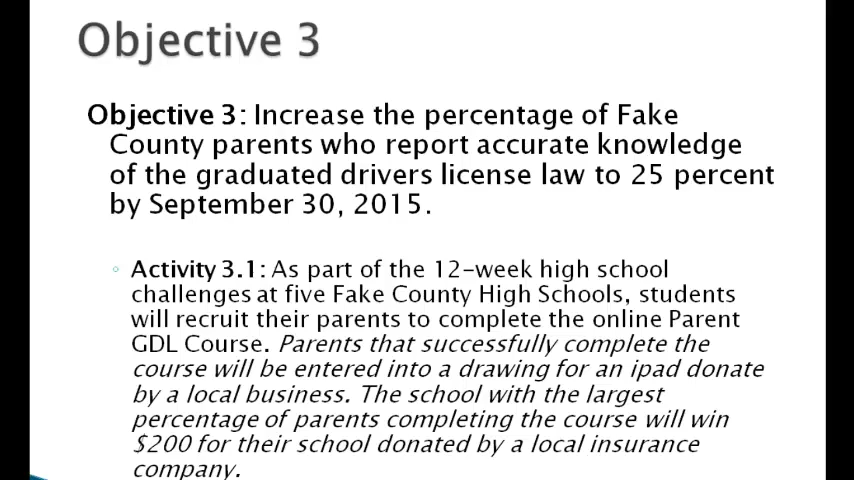 Objective 3
Objective 3: Increase the percentage of Fake
County parents who report accurate knowledge
of the graduated drivers license law to 25 percent
by September 30, 2015.
◦ Activity 3.1: As part of the 12-week high school
challenges at five Fake County High Schools, students
will recruit their parents to complete the online Parent
GDL Course. Parents that successfully complete the
course will be entered into a drawing for an ipad donate
by a local business. The school with the largest
percentage of parents completing the course will win
$200 for their school donated by a local insurance
company.